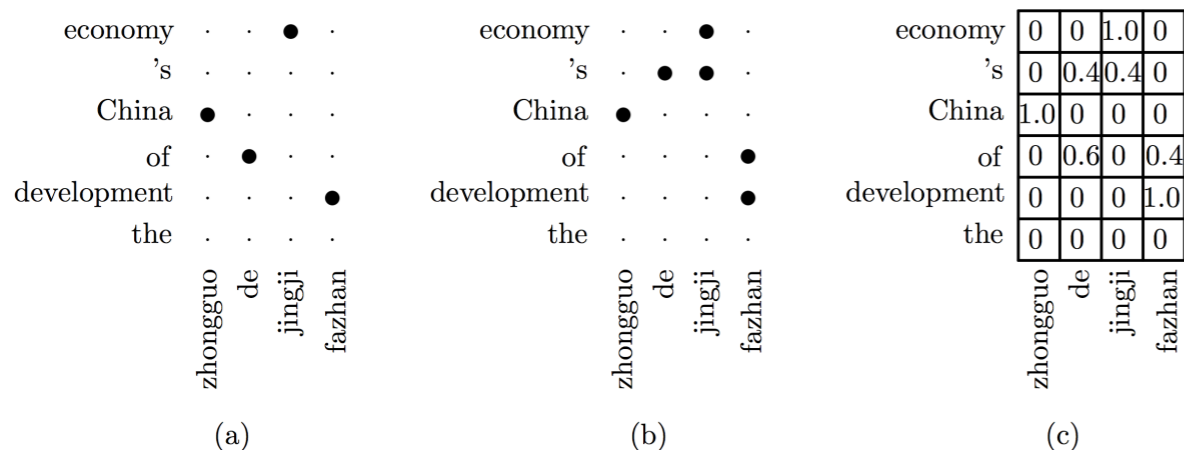 economy
's
China
of
development
the
zhongguo
de
jingji
fazhan
(a)
economy
's
China
of
development
the
zhongguo
de
jingji
fazhan
(b)
economy 0 0 1.0 0
's 0 0.4 0.4 0
China 1.0 0 0 0
of 0 0.6 0 0.4
development 0 0 0 1.0
the 0 0 0 0
zhongguo
de
jingji
fazhan
(c)